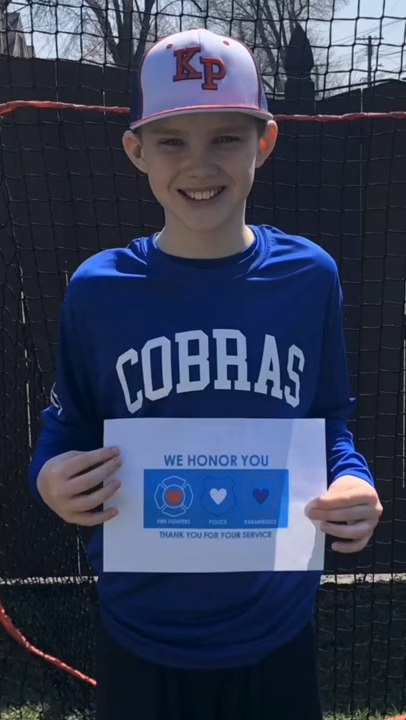 KP
COBRAS
WE HONOR YOU
FIRE FIGHTERS POLICE PARAMEDICS
THANK YOU FOR YOUR SERVICE